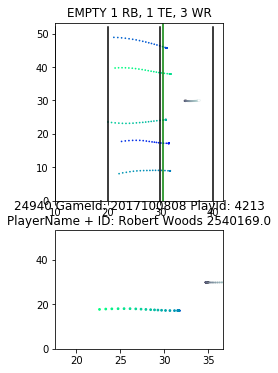 EMPTY 1 RB, 1 TE, 3 WR
50
40
30
20
10
0
10 20 30 40
24940 GameId: 2017100808 PlayId: 4213
PlayerName + ID: Robert Woods 2540169.0
40
20
0
20 25 30 35